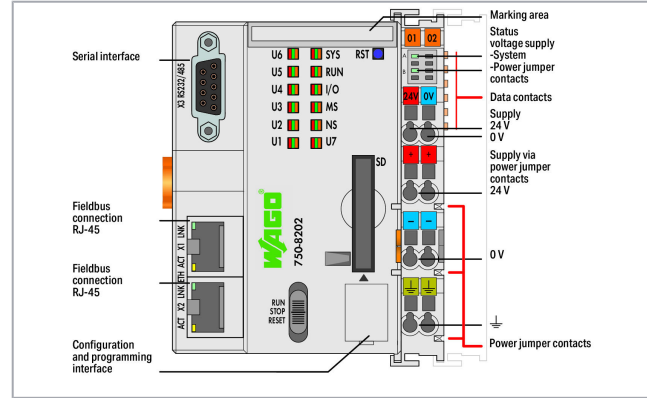 Marking area
Serial interface
Status
voltage supply
-System
-Power jumper
contacts
Data contacts
Supply
24 V
0 V
Supply via
power jumper
contacts
24 V
0 V
Power jumper contacts
Fieldbus
connection
RJ-45
Fieldbus
connection
RJ-45
Configuration
and programming
interface
X3 RS232/485
U6 SYS RST
U5 RUN
U4 I/O
U3 MS
U2 NS
U1 U7
SD
WAGO
750-8202
RUN
STOP
RESET
ACT X1 LNK
ETH
ACT X2 LNK
01 02
A
B
24V 0V
+ +
− −